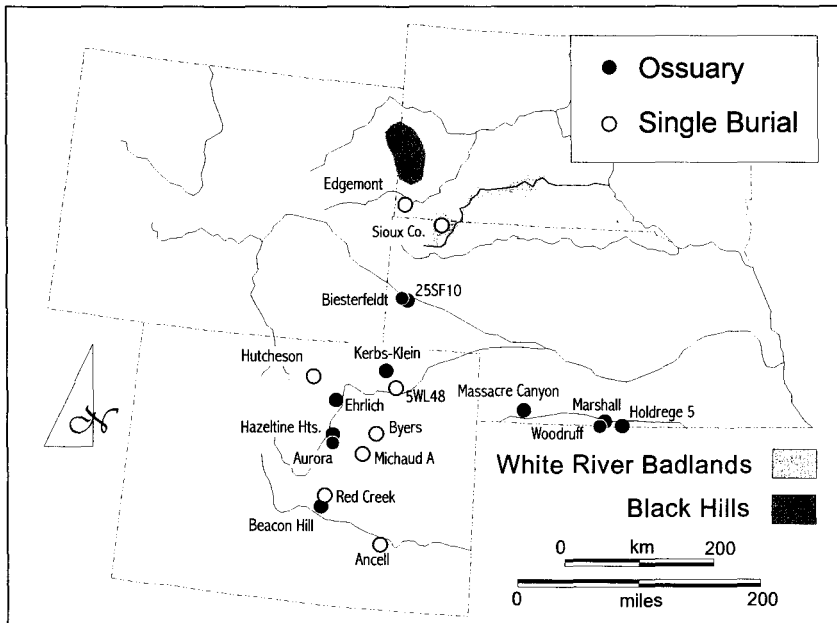 Ossuary
Single Burial
Edgemont
Sioux Co.
25SF10
Biesterfeldt
Hutcheson
Kerbs-Klein
5WL48
Ehrlich
Massacre Canyon
Marshall
Holdrege 5
Woodruff
Hazeltine Hts.
Byers
Aurora
Michaud A
White River Badlands
Red Creek
Black Hills
Beacon Hill
Ancell
0 km 200
0 miles 200